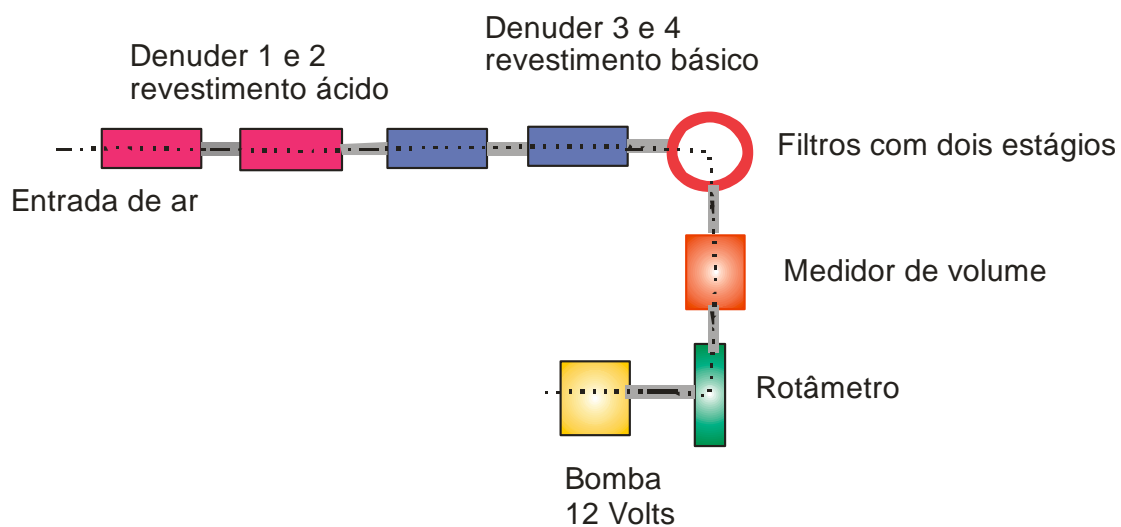 Denuder 1 e 2
revestimento ácido
Denuder 3 e 4
revestimento básico
Filtros com dois estágios
Entrada de ar
Medidor de volume
Rotâmetro
Bomba
12 Volts